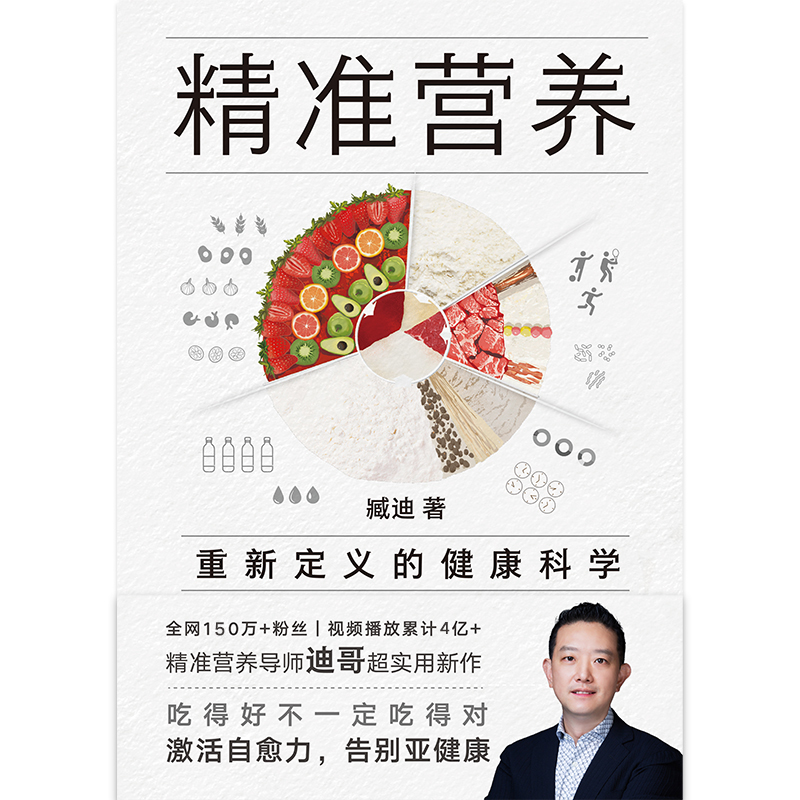 精准营养
臧迪 著
重新定义的健康科学
全网150万+粉丝｜视频播放累计4亿+
精准营养导师迪哥超实用新作
吃得好不一定吃得对
激活自愈力，告别亚健康